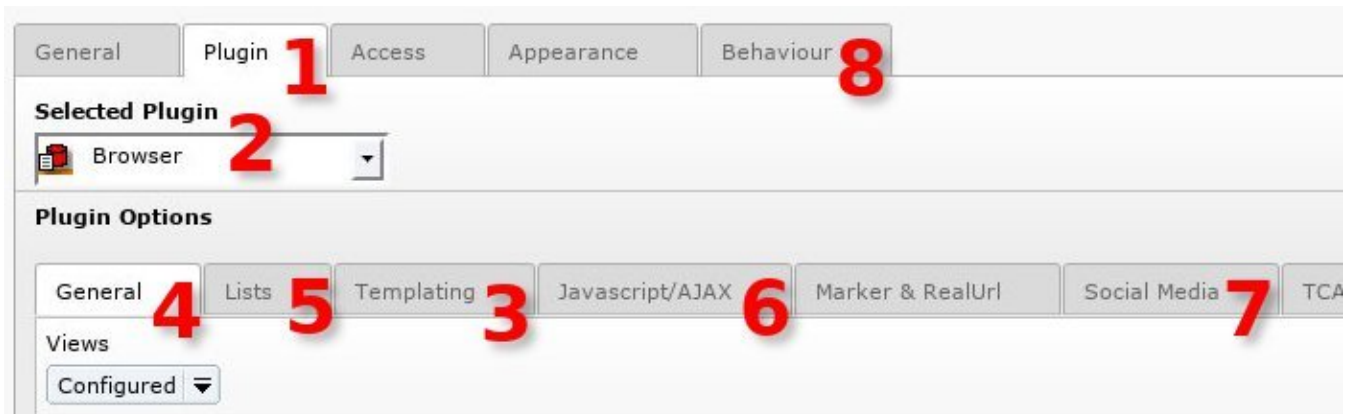 General Plugin 1 Access Appearance Behaviour 8
Selected Plugin
Browser 2
Plugin Options
General 4 Lists 5 Templating 3 Javascript/AJAX 6 Marker & RealUrl Social Media 7 TCA
Views
Configured